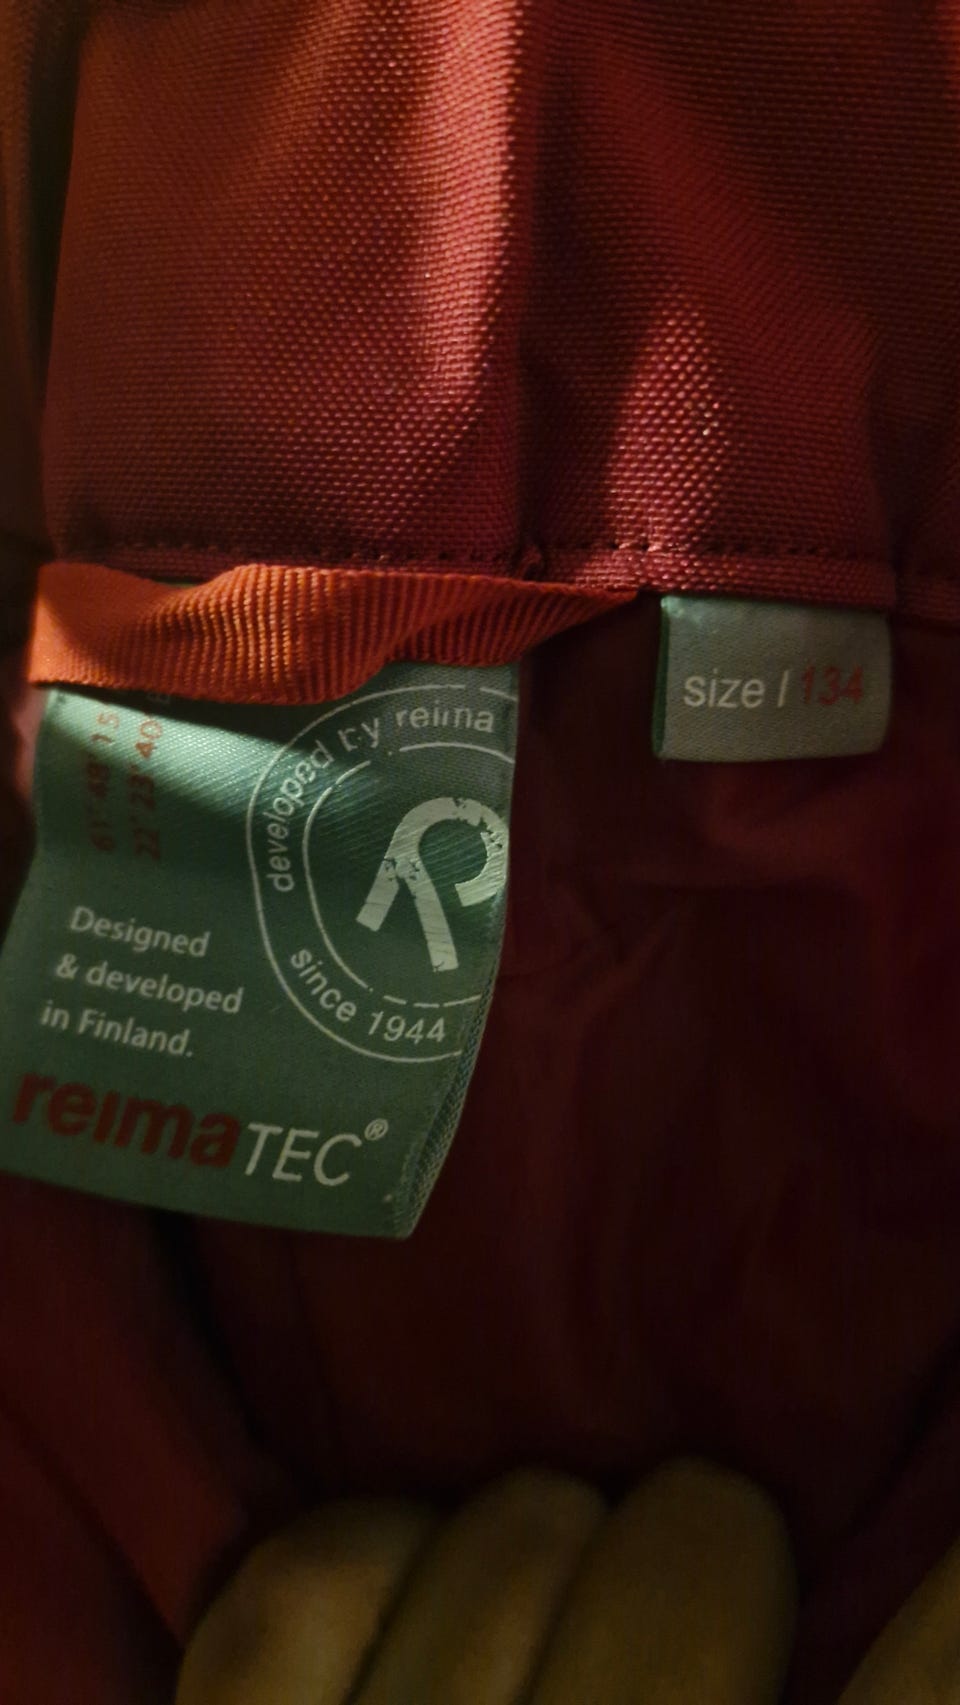 size / 134
developed by reima
since 1944
Designed
& developed
in Finland.
reimaTEC®